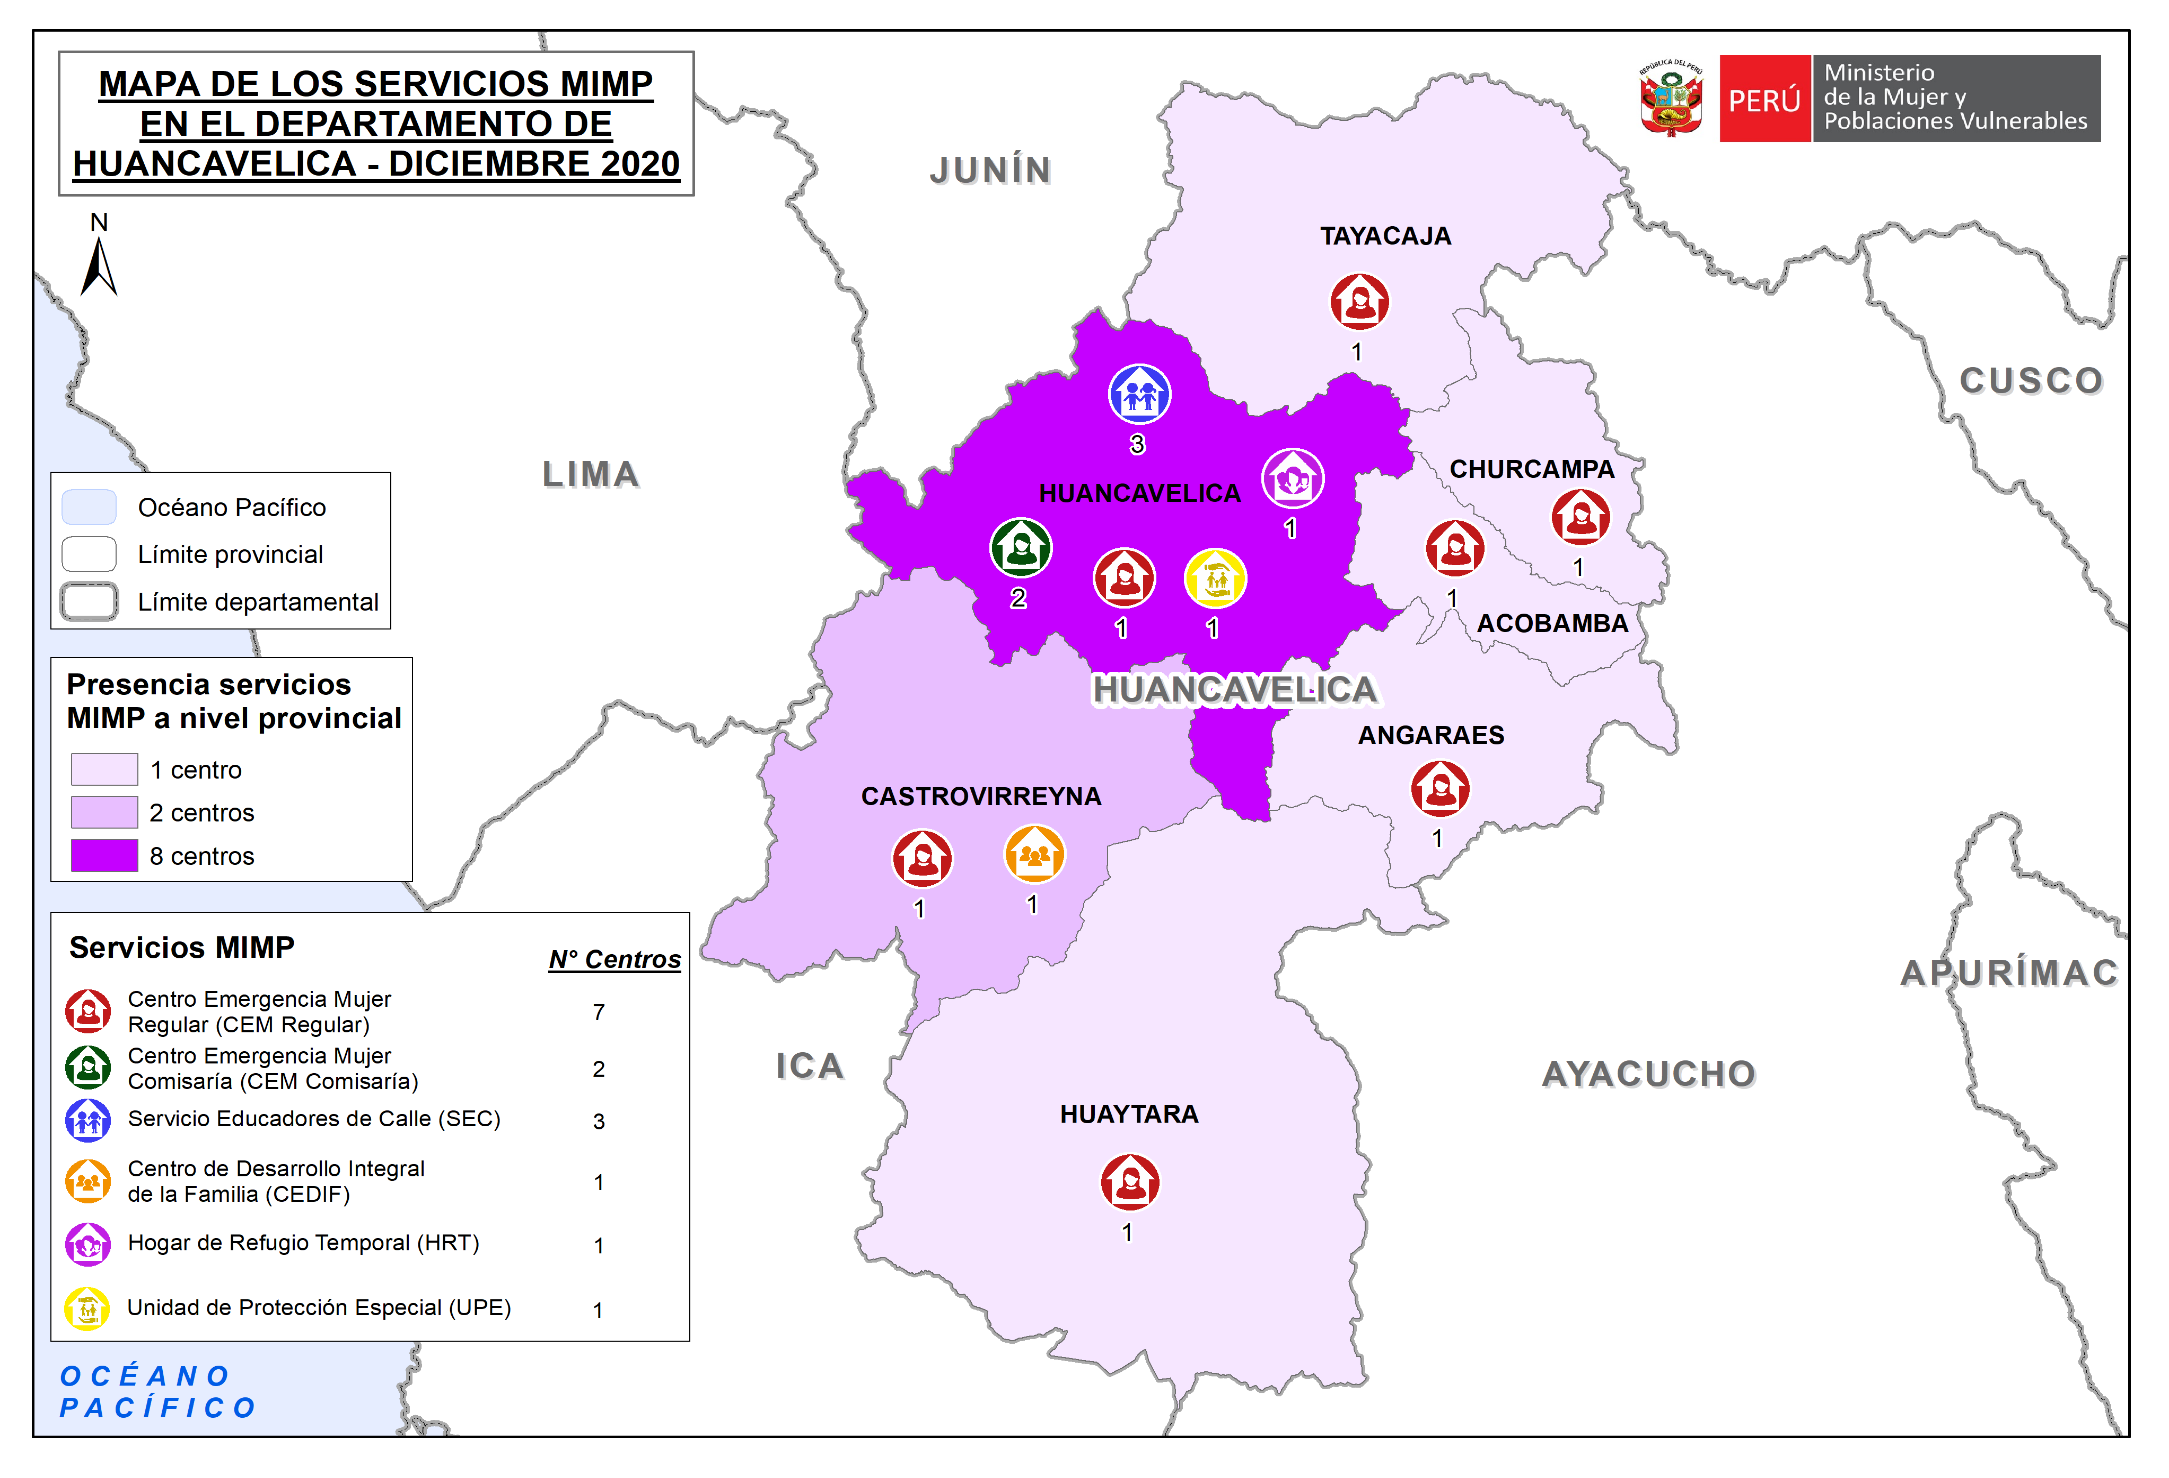 MAPA DE LOS SERVICIOS MIMP
EN EL DEPARTAMENTO DE
HUANCAVELICA - DICIEMBRE 2020
REPÚBLICA DEL PERÚ
PERÚ
Ministerio
de la Mujer y
Poblaciones Vulnerables
N
JUNÍN
TAYACAJA
1
CUSCO
LIMA
3
HUANCAVELICA
1
2
1
1
CHURCAMPA
1
1
ACOBAMBA
HUANCAVELICA
ANGARAES
1
CASTROVIRREYNA
1
1
APURÍMAC
ICA
AYACUCHO
HUAYTARA
1
Océano Pacífico
Límite provincial
Límite departamental
Presencia servicios
MIMP a nivel provincial
1 centro
2 centros
8 centros
Servicios MIMP
N° Centros
Centro Emergencia Mujer
Regular (CEM Regular)
7
Centro Emergencia Mujer
Comisaría (CEM Comisaría)
2
Servicio Educadores de Calle (SEC)
3
Centro de Desarrollo Integral
de la Familia (CEDIF)
1
Hogar de Refugio Temporal (HRT)
1
Unidad de Protección Especial (UPE)
1
OCÉANO
PACÍFICO